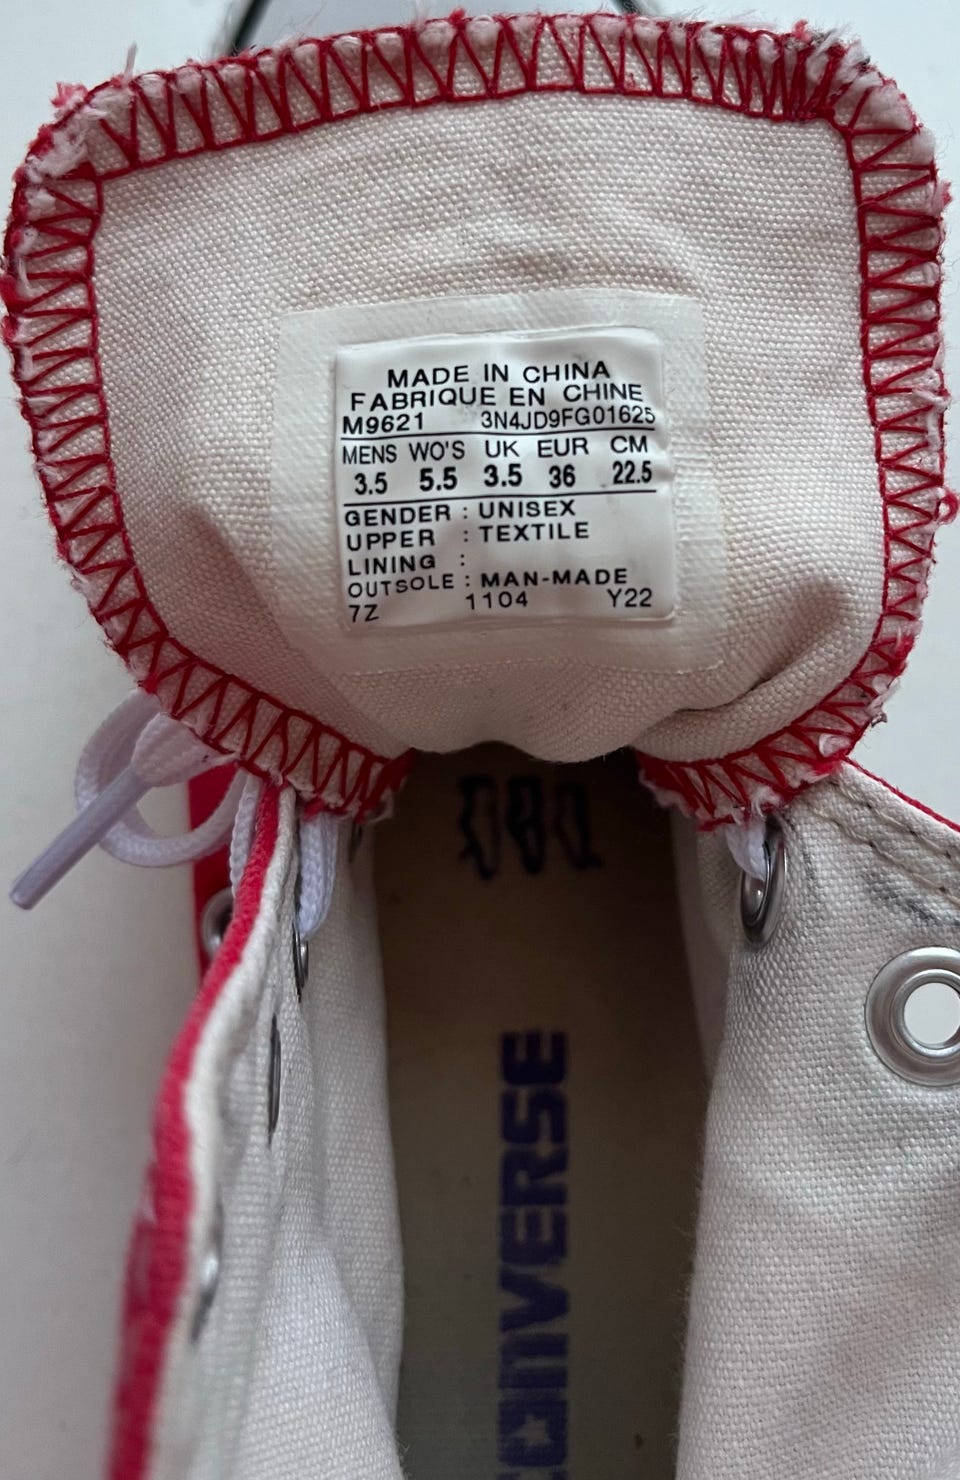 MADE IN CHINA
FABRIQUE EN CHINE
M9621 3N4JD9FG01625
MENS WO'S UK EUR CM
3.5 5.5 3.5 36 22.5
GENDER : UNISEX
UPPER : TEXTILE
LINING :
OUTSOLE : MAN-MADE
7Z 1104 Y22
CONVERSE